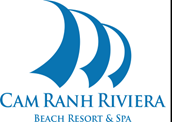 CAM RANH RIVIERA
BEACH RESORT & SPA